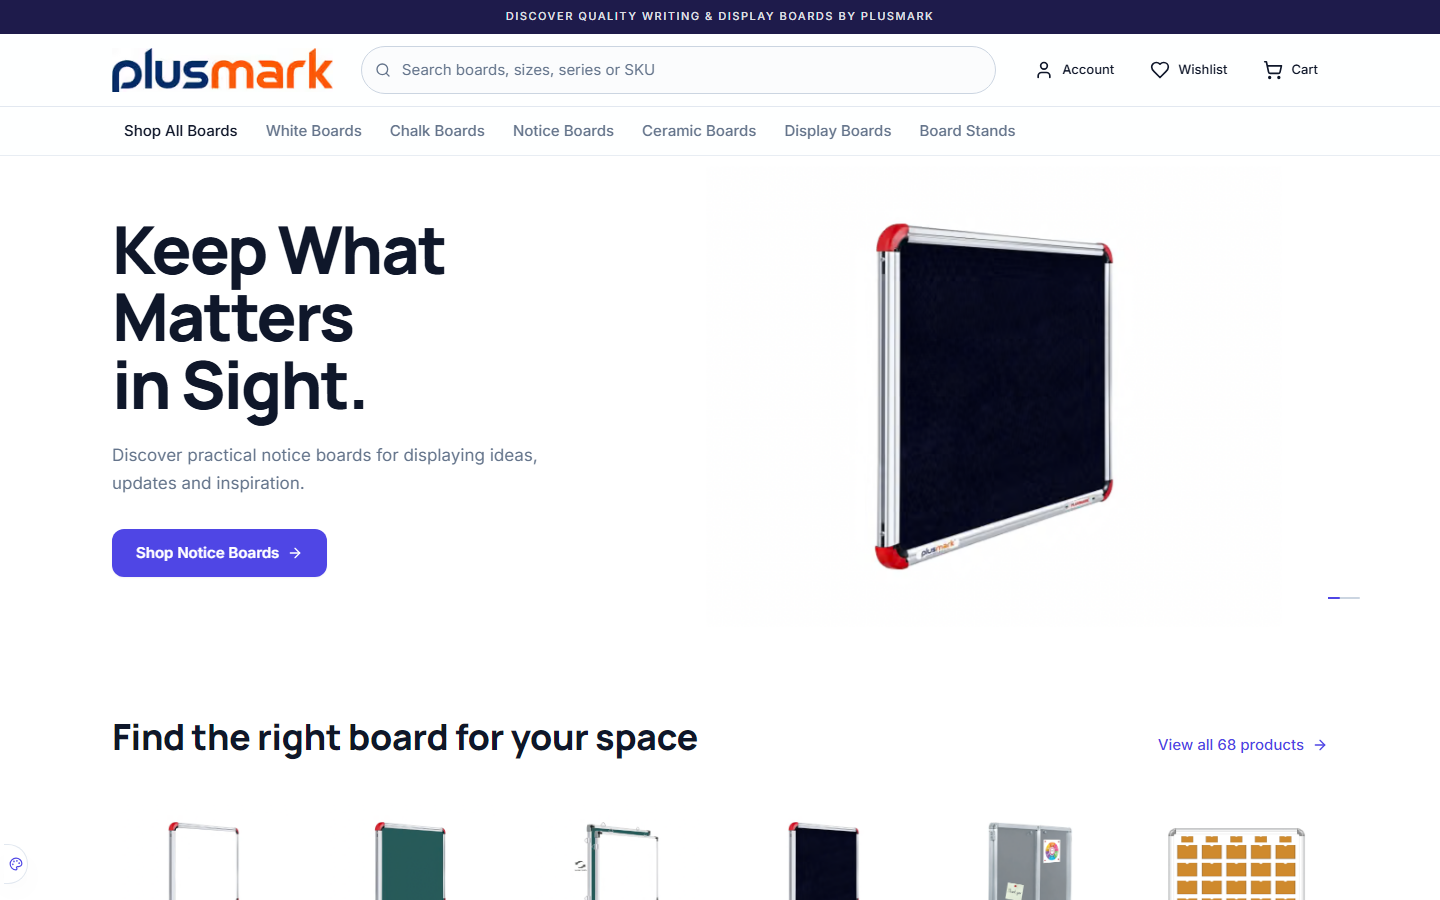 DISCOVER QUALITY WRITING & DISPLAY BOARDS BY PLUSMARK
plusmark
Search boards, sizes, series or SKU
Account
Wishlist
Cart
Shop All Boards
White Boards
Chalk Boards
Notice Boards
Ceramic Boards
Display Boards
Board Stands
Keep What
Matters
in Sight.
Discover practical notice boards for displaying ideas,
updates and inspiration.
Shop Notice Boards
plusmark
Find the right board for your space
View all 68 products